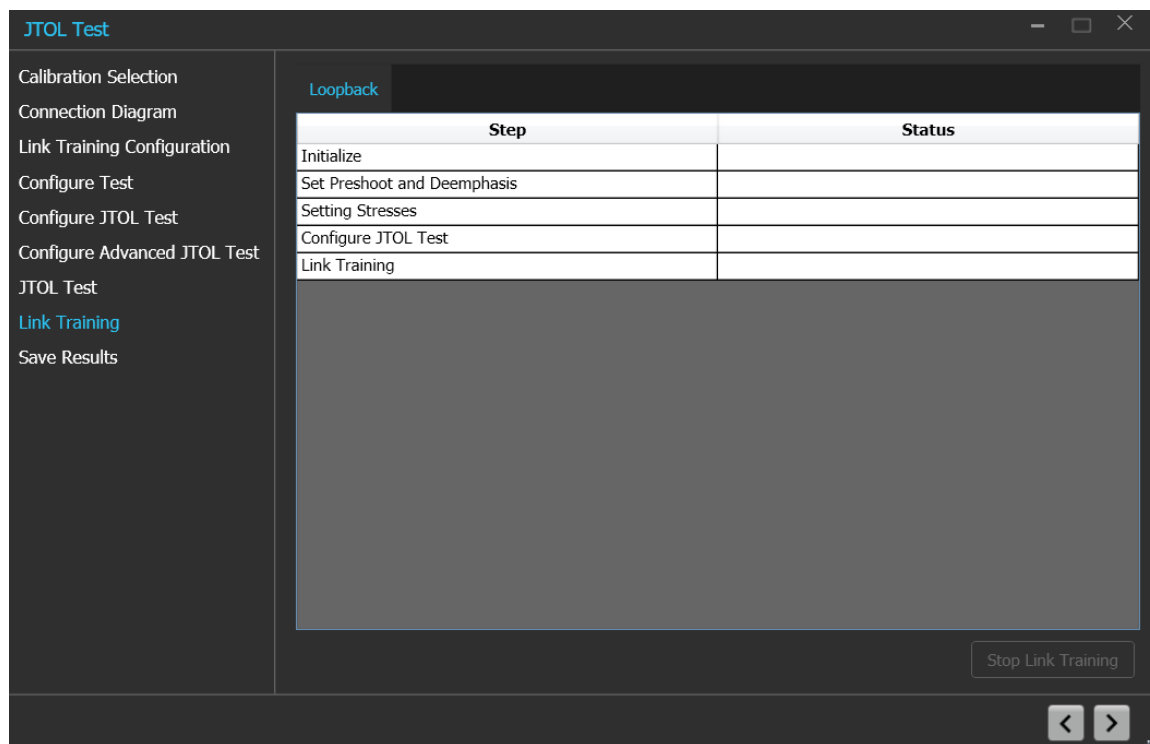 JTOL Test
Calibration Selection
Connection Diagram
Link Training Configuration
Configure Test
Configure JTOL Test
Configure Advanced JTOL Test
JTOL Test
Link Training
Save Results
Loopback
Step Status
Initialize
Set Preshoot and Deemphasis
Setting Stresses
Configure JTOL Test
Link Training
Stop Link Training